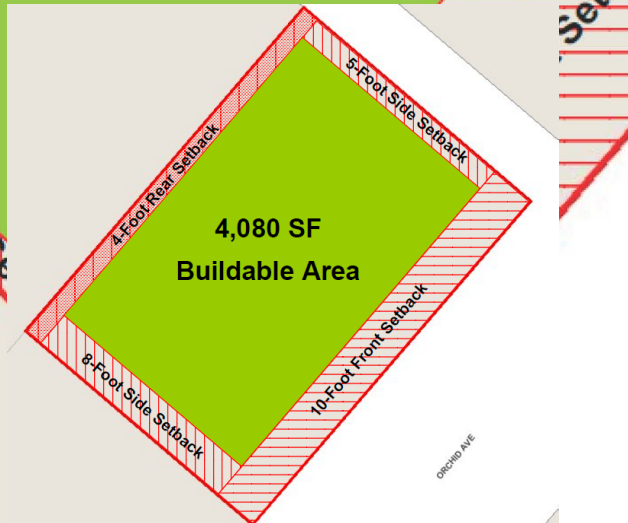 5-Foot Side Setback
4-Foot Rear Setback
4,080 SF
Buildable Area
10-Foot Front Setback
8-Foot Side Setback
ORCHID AVE